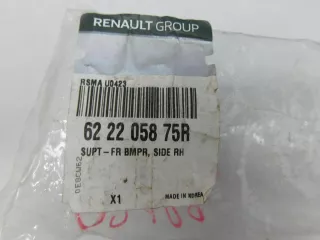 RENAULT GROUP
RSMA U0423
62 22 058 75R
SUPT-FR BMPR, SIDE RH
X1
MADE IN KOREA